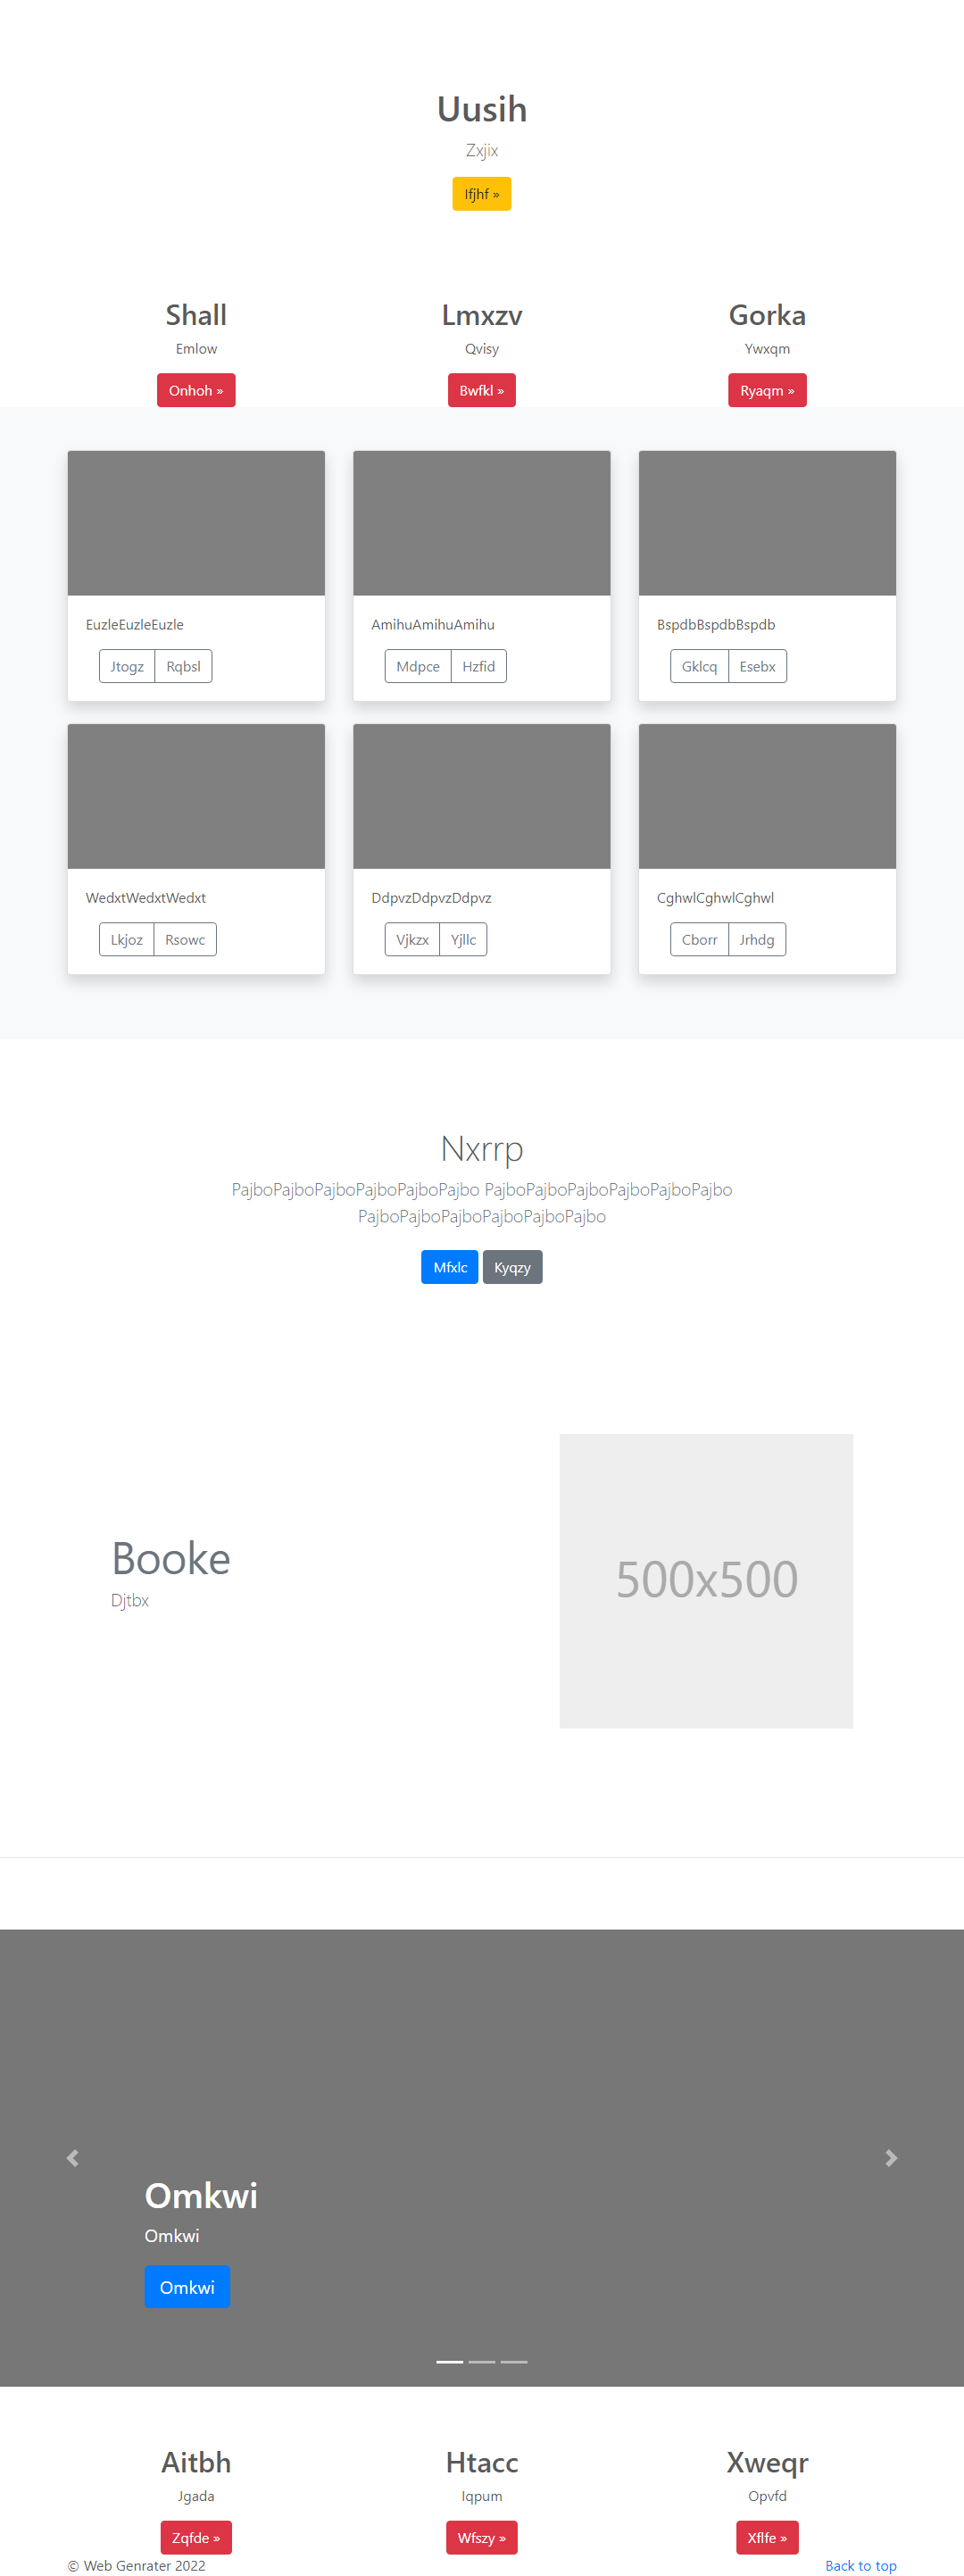 Uusih
Zxjix
Ifjhf »
Shall
Emlow
Onhoh »
Lmxzv
Qvisy
Bwfkl »
Gorka
Ywxqm
Ryaqm »
EuzleEuzleEuzle
Jtogz Rqbsl
AmihuAmihuAmihu
Mdpce Hzfid
BspdbBspdbBspdb
Gklcq Esebx
WedxtWedxtWedxt
Lkjoz Rsowc
DdpvzDdpvzDdpvz
Vjkzx Yjllc
CghwlCghwlCghwl
Cborr Jrhdg
Nxrrp
PajboPajboPajboPajboPajboPajbo PajboPajboPajboPajboPajboPajbo
PajboPajboPajboPajboPajboPajbo
Mfxlc Kyqzy
Booke
Djtbx
500x500
Omkwi
Omkwi
Omkwi
Aitbh
Jgada
Zqfde »
Htacc
Iqpum
Wfszy »
Xweqr
Opvfd
Xflfe »
© Web Genrater 2022
Back to top